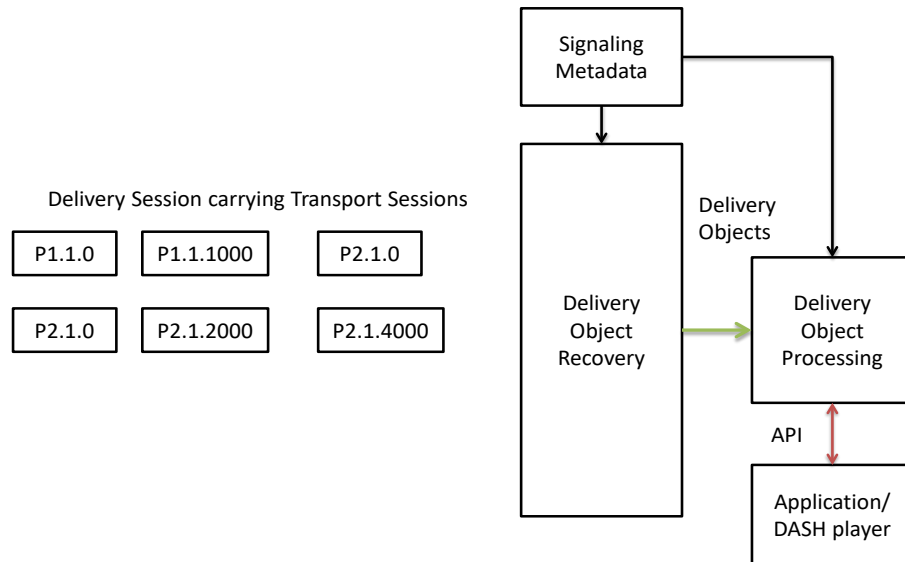 Signaling
Metadata
Delivery Session carrying Transport Sessions
P1.1.0
P1.1.1000
P2.1.0
P2.1.0
P2.1.2000
P2.1.4000
Delivery
Object
Recovery
Delivery
Objects
Delivery
Object
Processing
API
Application/
DASH player